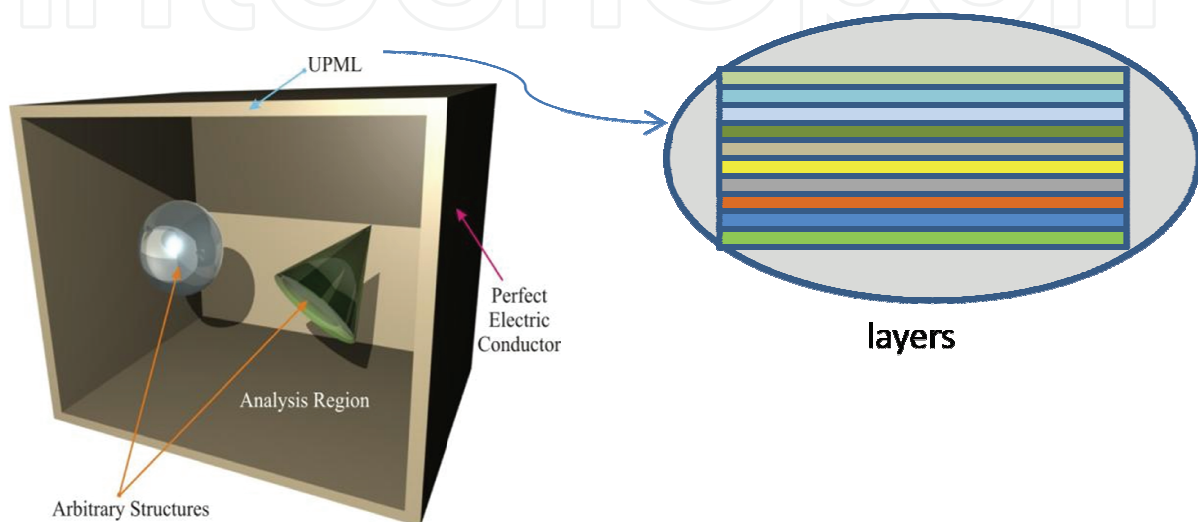 UPML
Perfect
Electric
Conductor
Analysis Region
Arbitrary Structures
layers